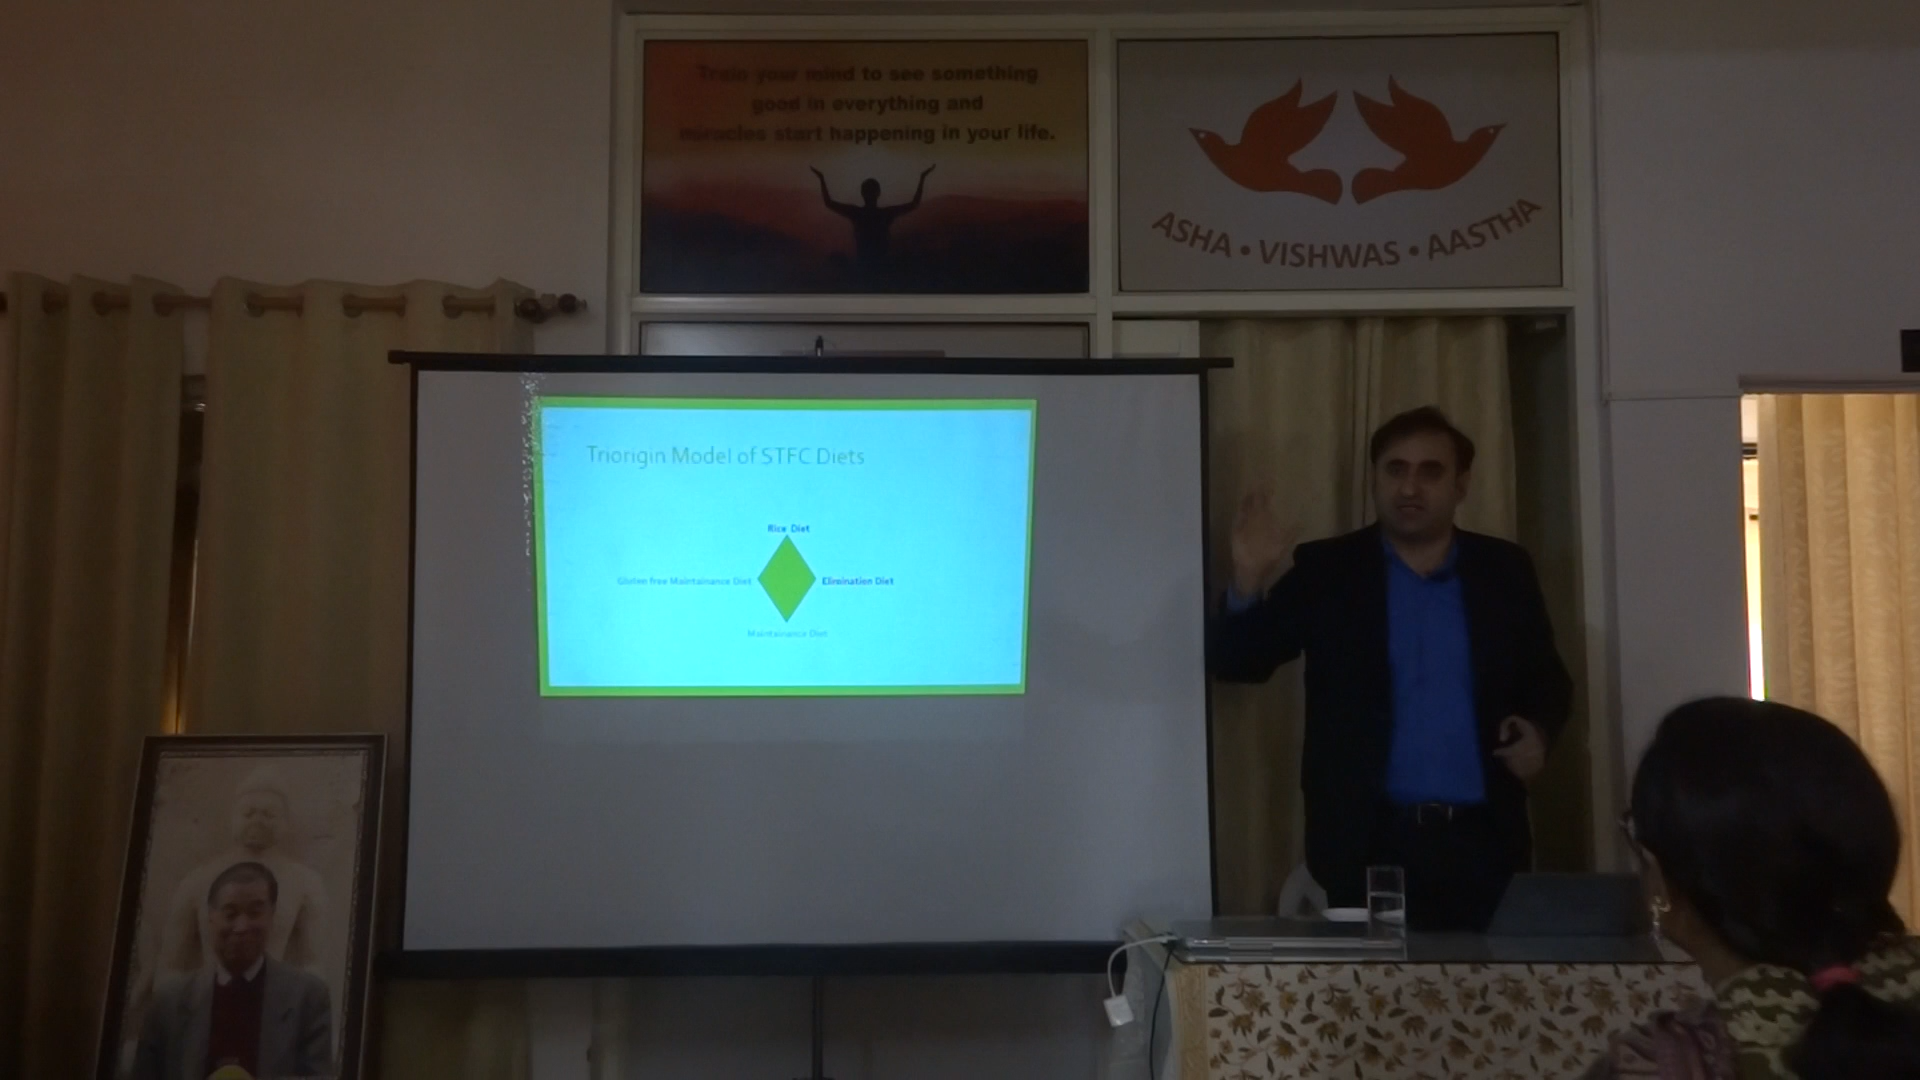 Train your mind to see something
good in everything and
miracles start happening in your life.
ASHA • VISHWAS • AASTHA
Triorigin Model of STFC Diets
Rice Diet
Gluten free Maintainance Diet
Elimination Diet
Maintainance Diet